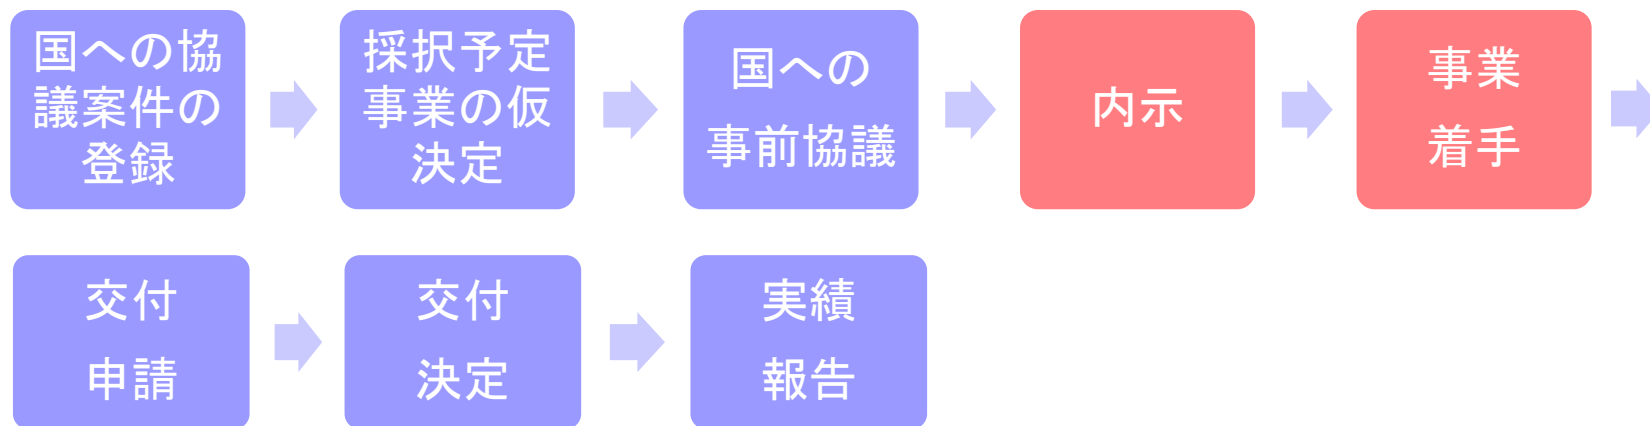 国への協
議案件の
登録
採択予定
事業の仮
決定
国への
事前協議
内示
事業
着手
交付
申請
交付
決定
実績
報告